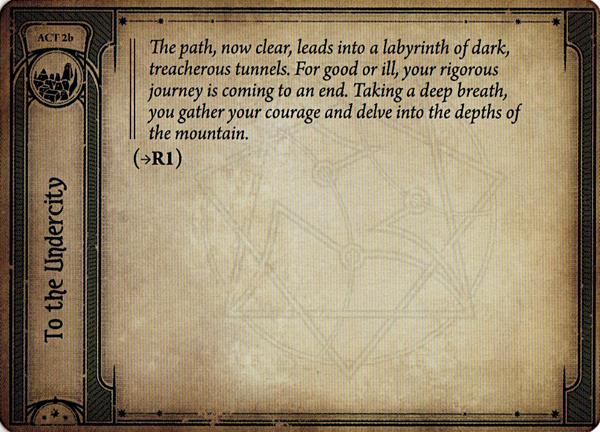 ACT 2b
To the Undercity
The path, now clear, leads into a labyrinth of dark,
treacherous tunnels. For good or ill, your rigorous
journey is coming to an end. Taking a deep breath,
you gather your courage and delve into the depths of
the mountain.
(→R1)